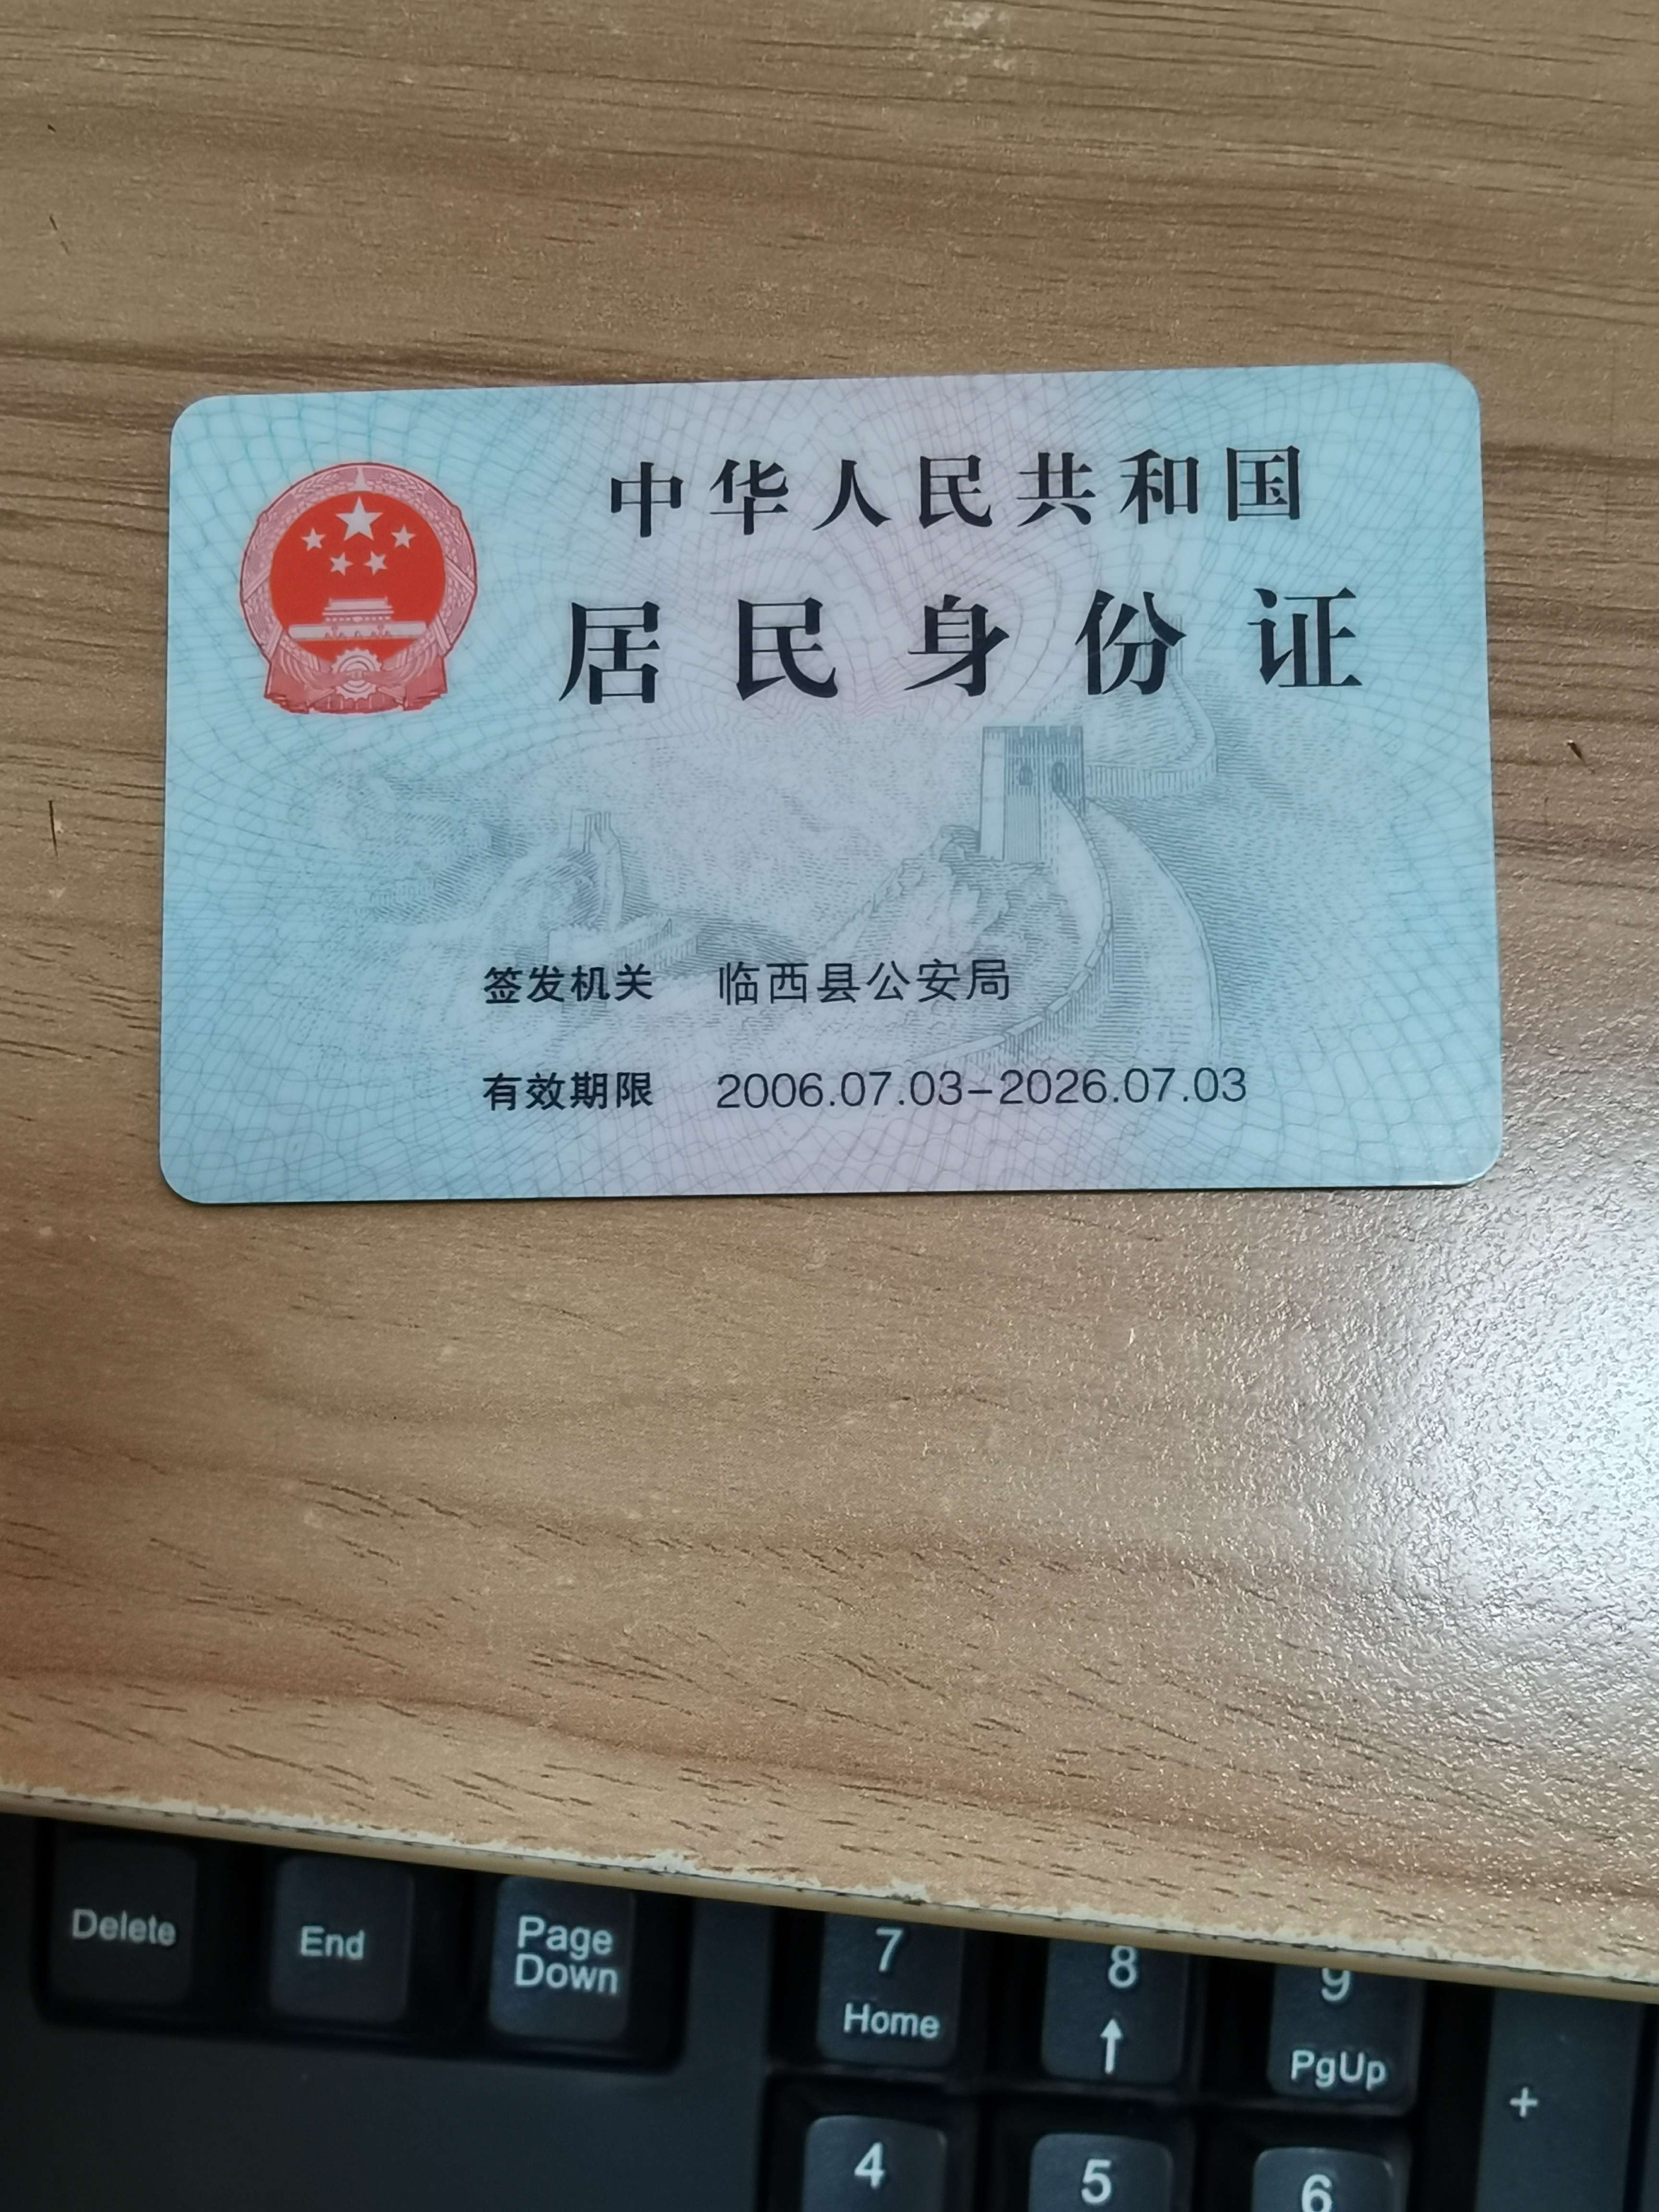 中华人民共和国
居民身份证
签发机关 临西县公安局
有效期限 2006.07.03-2026.07.03
Delete End Page Down 7 Home 8 ↑ 9 PgUp +
4 5 6